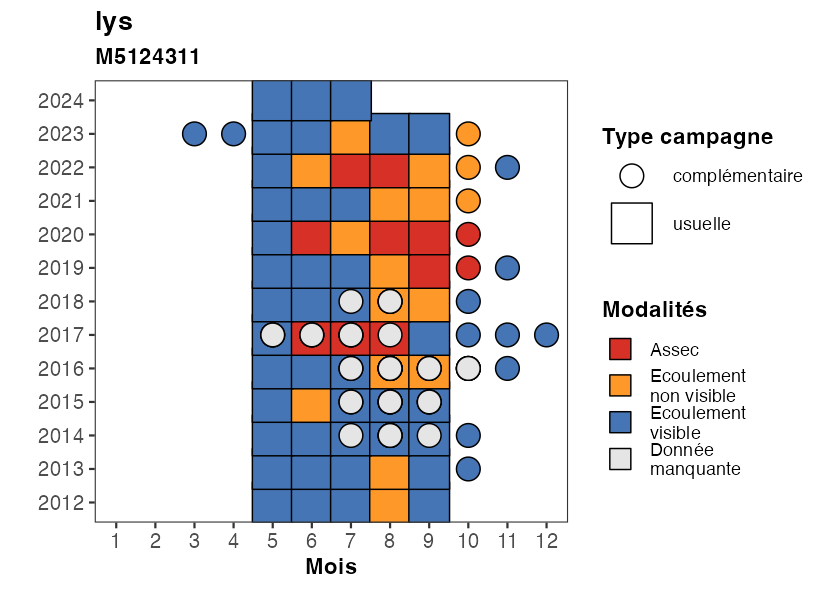 lys
M5124311
2024
2023
2022
2021
2020
2019
2018
2017
2016
2015
2014
2013
2012
1 2 3 4 5 6 7 8 9 10 11 12
Mois
Type campagne
complémentaire
usuelle
Modalités
Assec
Ecoulement
non visible
Ecoulement
visible
Donnée
manquante